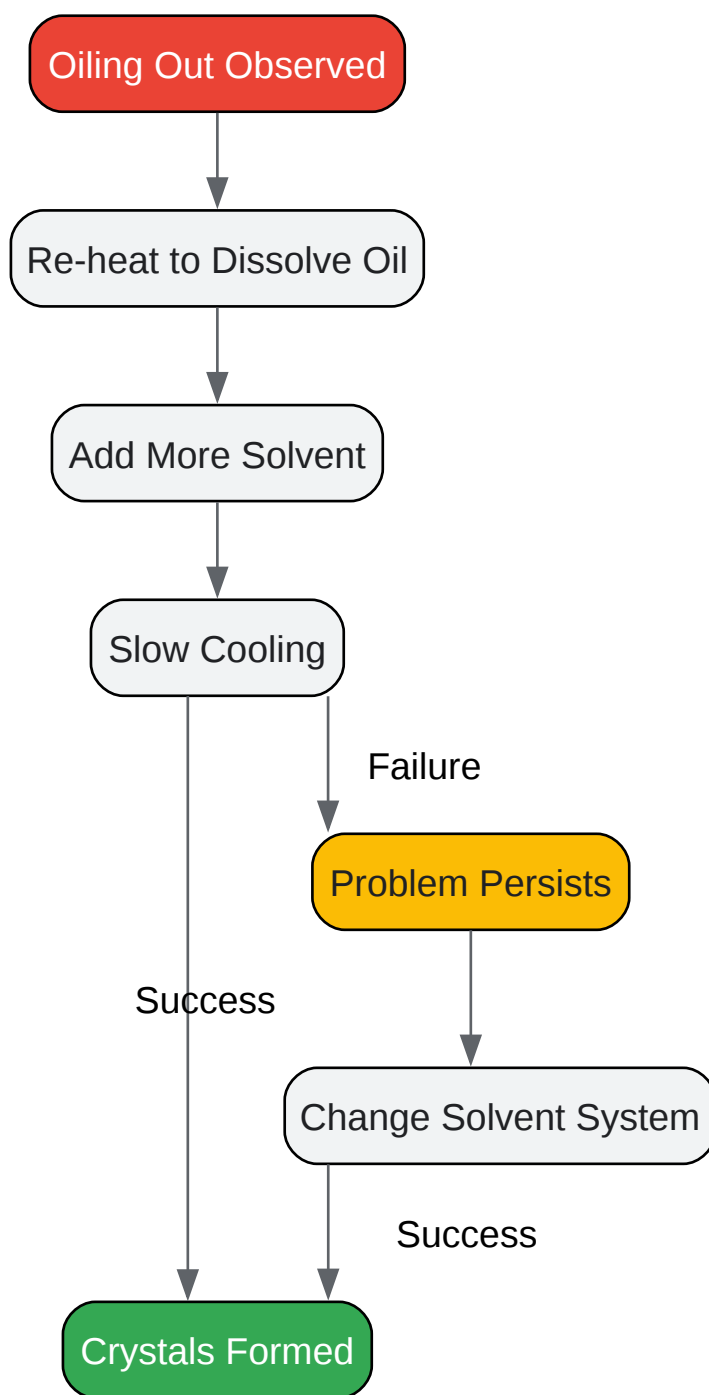 Oiling Out Observed
Re-heat to Dissolve Oil
Add More Solvent
Slow Cooling
Failure
Problem Persists
Success
Change Solvent System
Success
Crystals Formed